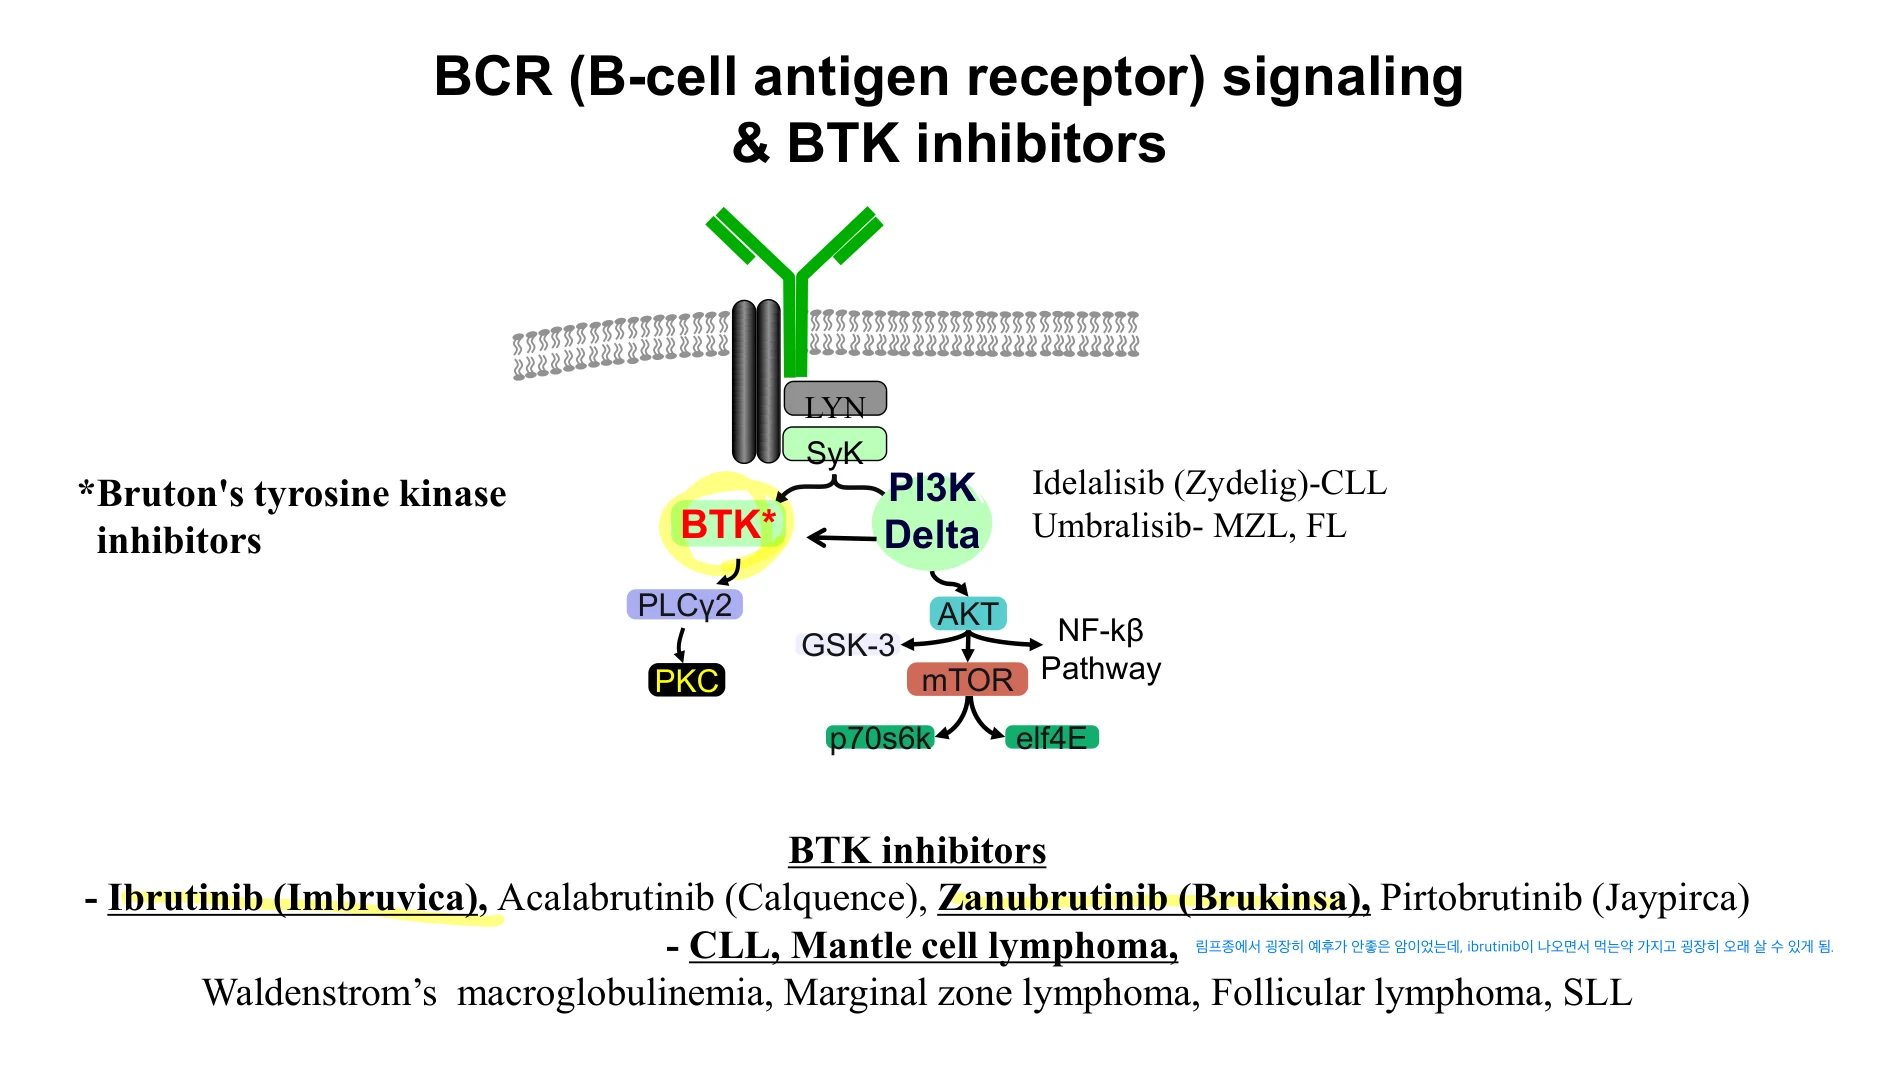 BCR (B-cell antigen receptor) signaling
& BTK inhibitors
LYN
SyK
*Bruton's tyrosine kinase
inhibitors
BTK*
PI3K
Delta
Idelalisib (Zydelig)-CLL
Umbralisib- MZL, FL
PLCγ2
AKT
GSK-3
NF-kβ
Pathway
PKC
mTOR
p70s6k
elf4E
BTK inhibitors
- Ibrutinib (Imbruvica), Acalabrutinib (Calquence), Zanubrutinib (Brukinsa), Pirtobrutinib (Jaypirca)
- CLL, Mantle cell lymphoma, 림프종에서 굉장히 예후가 안좋은 암이었는데, ibrutinib이 나오면서 먹는약 가지고 굉장히 오래 살 수 있게 됨.
Waldenstrom’s macroglobulinemia, Marginal zone lymphoma, Follicular lymphoma, SLL